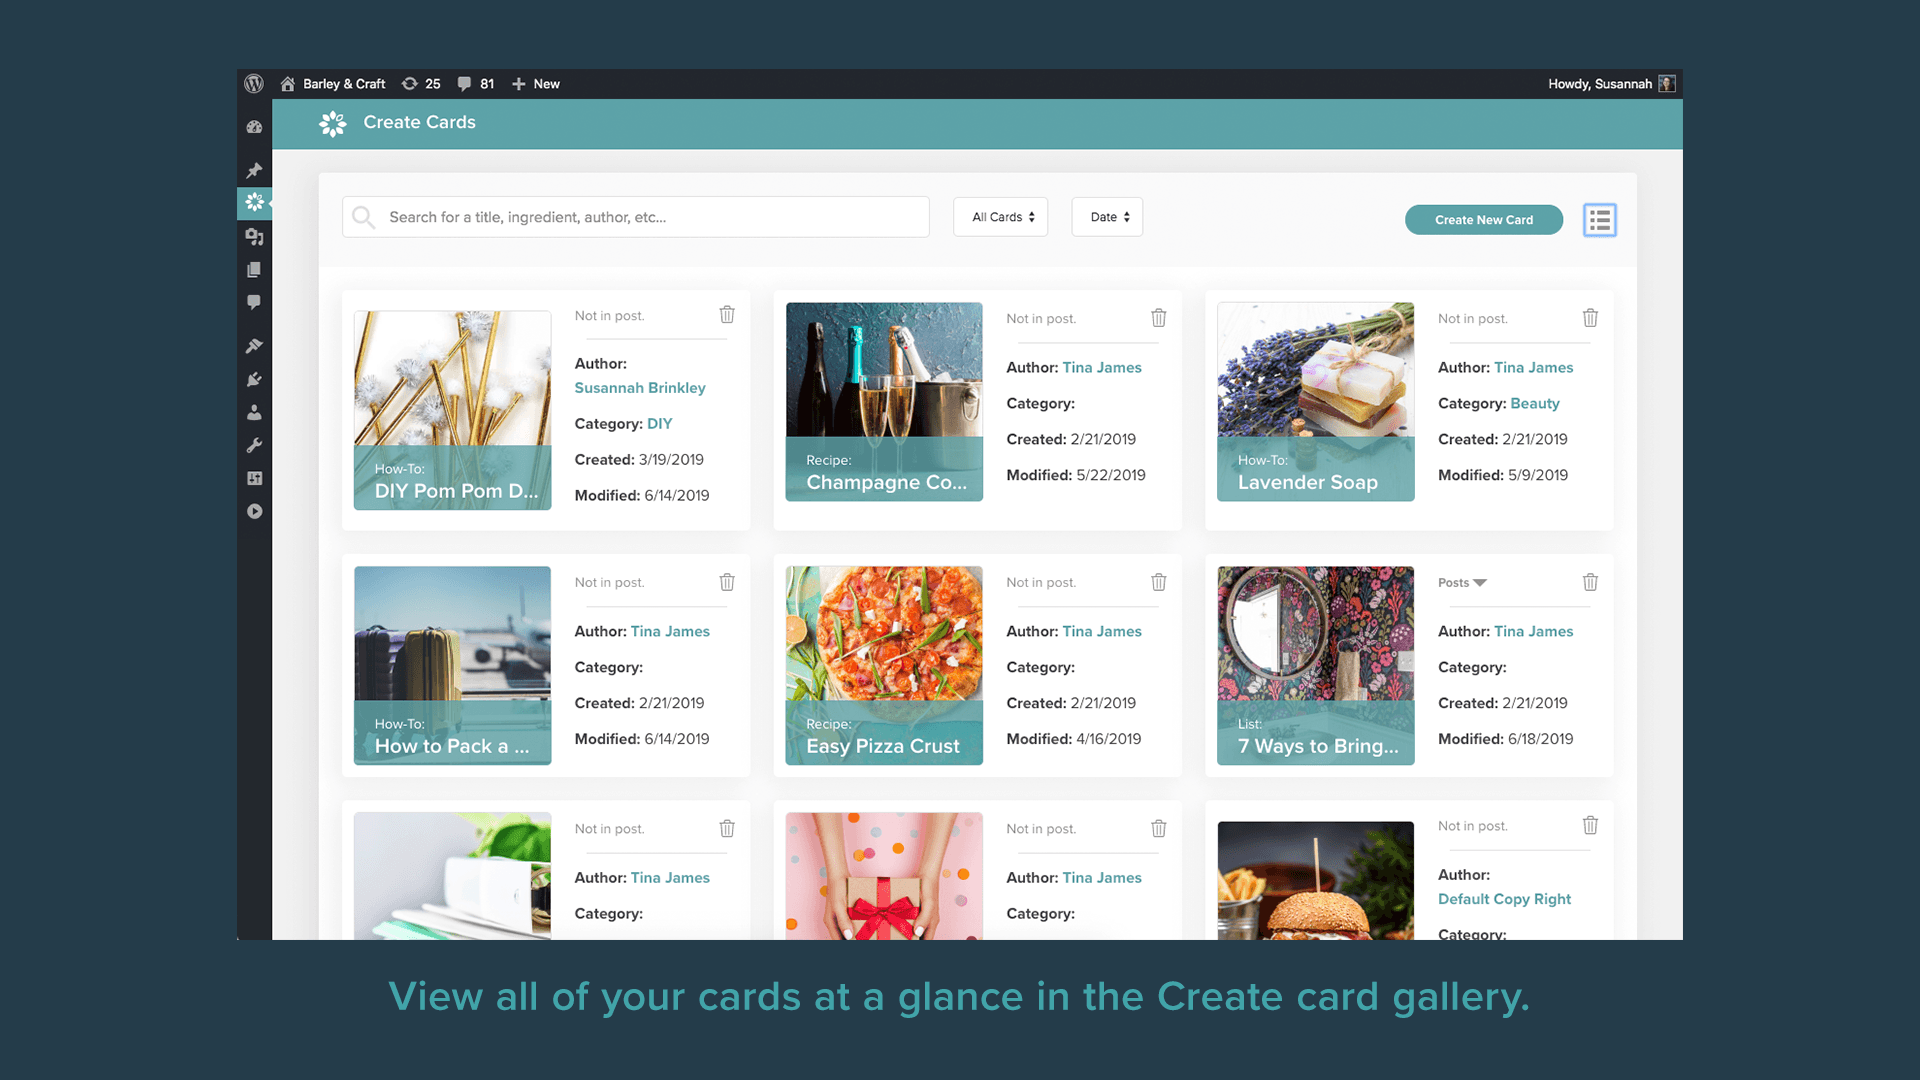 Barley & Craft 25 81 New Howdy, Susannah
Create Cards
Search for a title, ingredient, author, etc...
All Cards
Date
Create New Card
Not in post.
Author:
Susannah Brinkley
Category: DIY
Created: 3/19/2019
Modified: 6/14/2019
How-To:
DIY Pom Pom D...
Not in post.
Author: Tina James
Category:
Created: 2/21/2019
Modified: 5/22/2019
Recipe:
Champagne Co...
Not in post.
Author: Tina James
Category: Beauty
Created: 2/21/2019
Modified: 5/9/2019
How-To:
Lavender Soap
Not in post.
Author: Tina James
Category:
Created: 2/21/2019
Modified: 6/14/2019
How-To:
How to Pack a ...
Not in post.
Author: Tina James
Category:
Created: 2/21/2019
Modified: 4/16/2019
Recipe:
Easy Pizza Crust
Posts
Author: Tina James
Category:
Created: 2/21/2019
Modified: 6/18/2019
List:
7 Ways to Bring...
Not in post.
Author: Tina James
Category:
Not in post.
Author: Tina James
Category:
Not in post.
Author:
Default Copy Right
Category:
View all of your cards at a glance in the Create card gallery.